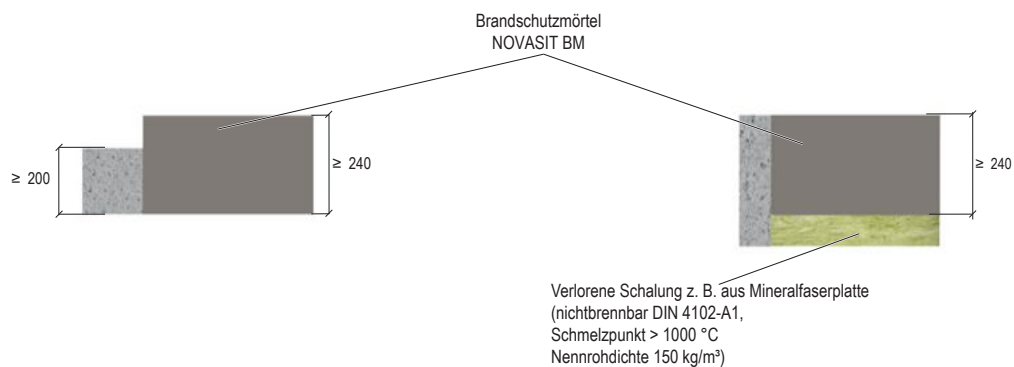 Brandschutzmörtel
NOVASIT BM
≥ 200
≥ 240
≥ 240
Verlorene Schalung z. B. aus Mineralfaserplatte
(nichtbrennbar DIN 4102-A1,
Schmelzpunkt > 1000 °C
Nennrohdichte 150 kg/m³)